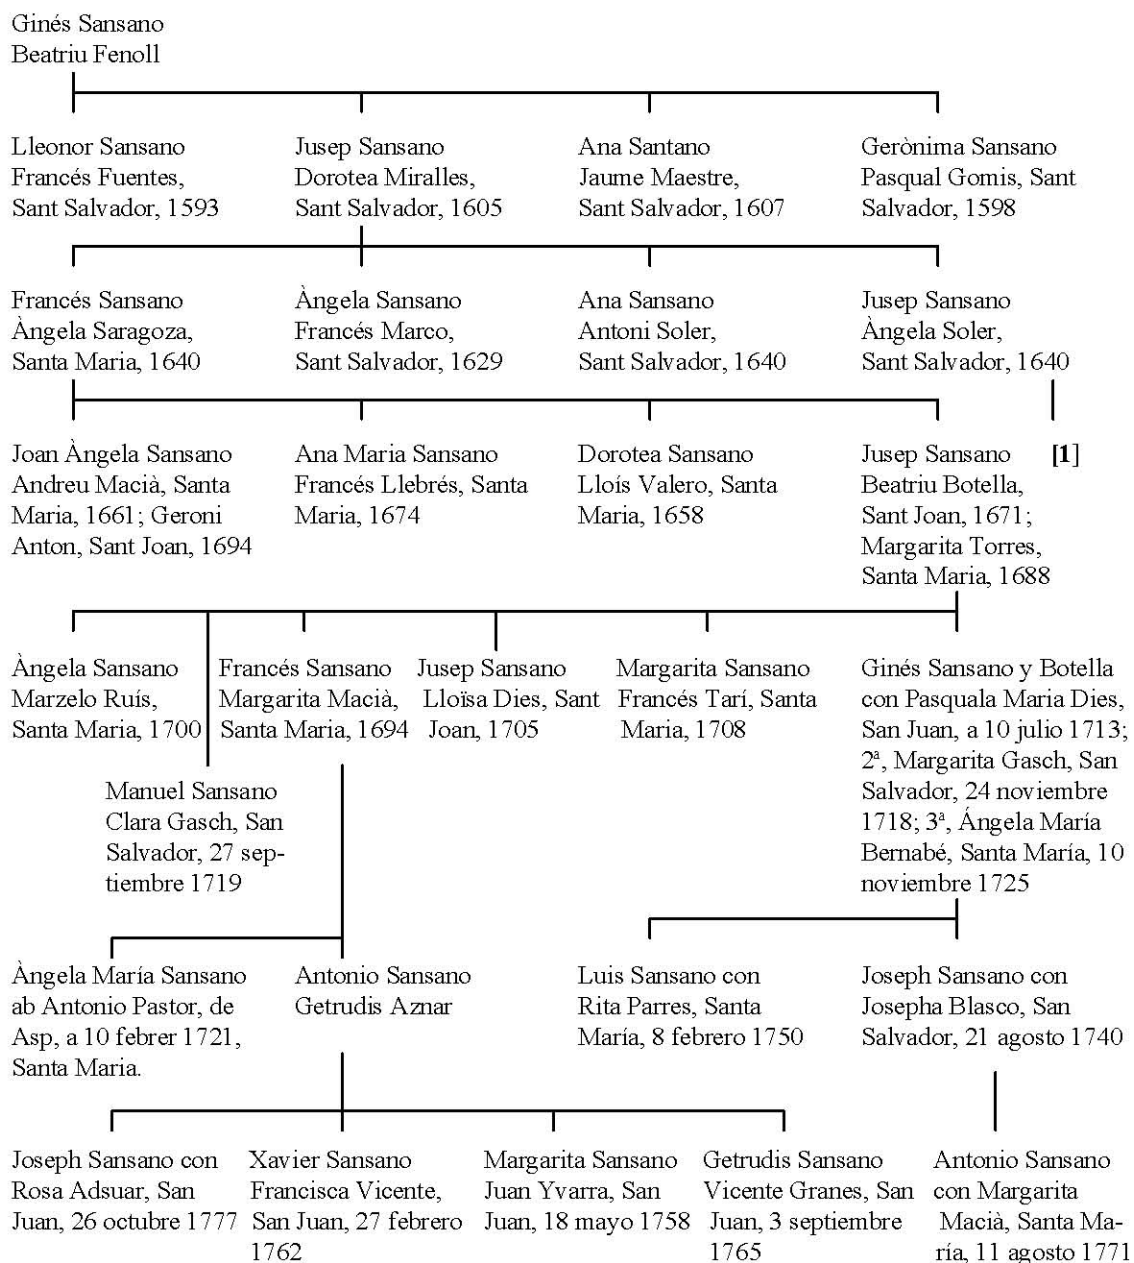 Ginés Sansano
Beatriu Fenoll
Lleonor Sansano
Francés Fuentes,
Sant Salvador, 1593
Jusep Sansano
Dorotea Miralles,
Sant Salvador, 1605
Ana Santano
Jaume Maestre,
Sant Salvador, 1607
Gerònima Sansano
Pasqual Gomis, Sant
Salvador, 1598
Francés Sansano
Àngela Saragoza,
Santa Maria, 1640
Àngela Sansano
Francés Marco,
Sant Salvador, 1629
Ana Sansano
Antoni Soler,
Sant Salvador, 1640
Jusep Sansano
Àngela Soler,
Sant Salvador, 1640
Joan Àngela Sansano
Andreu Macià, Santa
Maria, 1661; Geroni
Anton, Sant Joan, 1694
Ana Maria Sansano
Francés Llebrés, Santa
Maria, 1674
Dorotea Sansano
Lloís Valero, Santa
Maria, 1658
Jusep Sansano
Beatriu Botella,
Sant Joan, 1671;
Margarita Torres,
Santa Maria, 1688
[1]
Àngela Sansano
Marzelo Ruís,
Santa Maria, 1700
Francés Sansano
Margarita Macià,
Santa Maria, 1694
Jusep Sansano
Lloïsa Dies, Sant
Joan, 1705
Margarita Sansano
Francés Tarí, Santa
Maria, 1708
Ginés Sansano y Botella
con Pasquala Maria Dies,
San Juan, a 10 julio 1713;
2ª, Margarita Gasch, San
Salvador, 24 noviembre
1718; 3ª, Ángela María
Bernabé, Santa María, 10
noviembre 1725
Manuel Sansano
Clara Gasch, San
Salvador, 27 sep-
tiembre 1719
Àngela María Sansano
ab Antonio Pastor, de
Asp, a 10 febrer 1721,
Santa Maria.
Antonio Sansano
Getrudis Aznar
Luis Sansano con
Rita Parres, Santa
María, 8 febrero 1750
Joseph Sansano con
Josepha Blasco, San
Salvador, 21 agosto 1740
Joseph Sansano con
Rosa Adsuar, San
Juan, 26 octubre 1777
Xavier Sansano
Francisca Vicente,
San Juan, 27 febrero
1762
Margarita Sansano
Juan Yvarra, San
Juan, 18 mayo 1758
Getrudis Sansano
Vicente Granes, San
Juan, 3 septiembre
1765
Antonio Sansano
con Margarita
Macià, Santa Ma-
ría, 11 agosto 1771